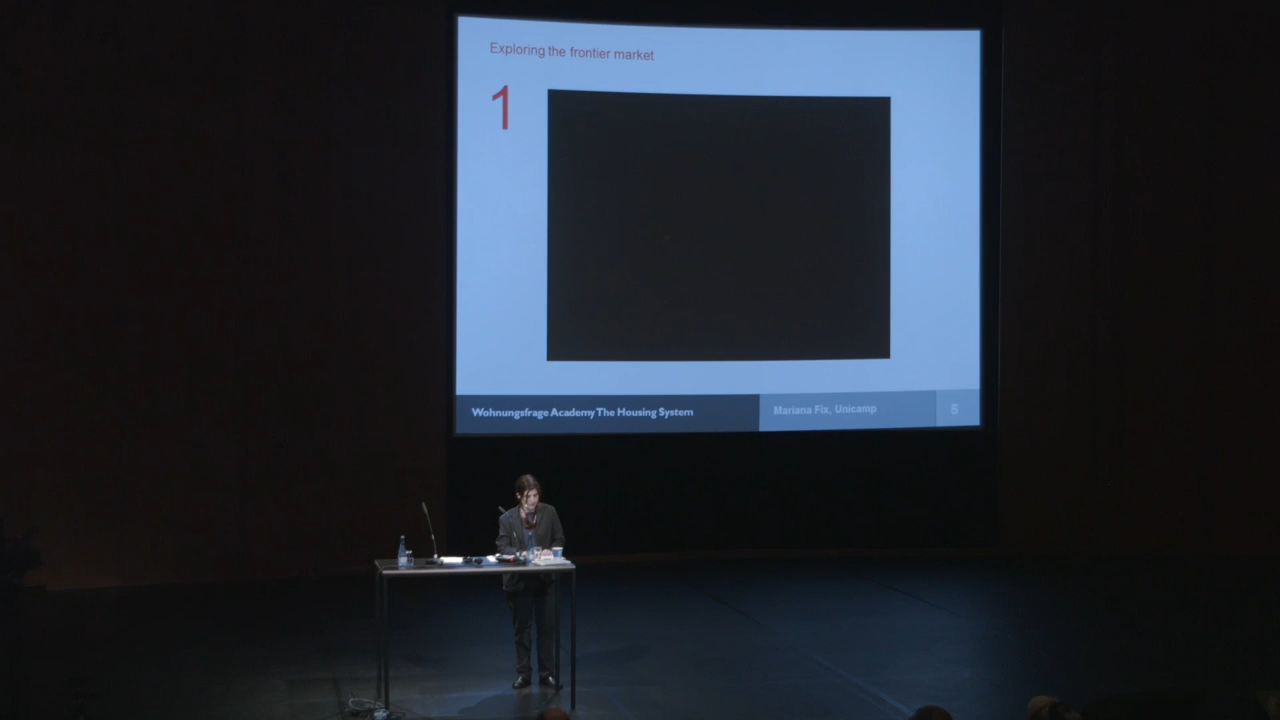 Exploring the frontier market
1
Wohnungsfrage Academy The Housing System
Mariana Fix, Unicamp
5